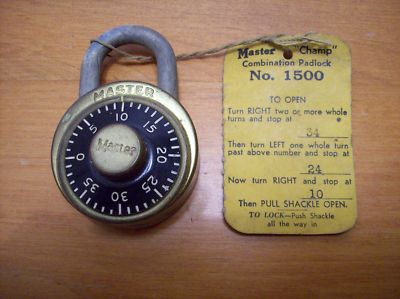 MASTER
0
5
10
15
20
25
30
35
Master
Master "Champ"
Combination Padlock
No. 1500
TO OPEN
Turn RIGHT two or more whole
turns and stop at
34
Then turn LEFT one whole turn
past above number and stop at
24
Now turn RIGHT and stop at
10
Then PULL SHACKLE OPEN.
TO LOCK—Push Shackle
all the way in